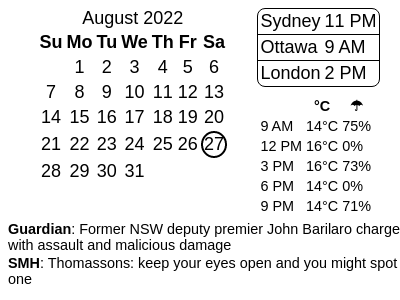 August 2022
Su Mo Tu We Th Fr Sa
1 2 3 4 5 6
7 8 9 10 11 12 13
14 15 16 17 18 19 20
21 22 23 24 25 26 27
28 29 30 31
Sydney 11 PM
Ottawa 9 AM
London 2 PM
°C ☂
9 AM 14°C 75%
12 PM 16°C 0%
3 PM 16°C 73%
6 PM 14°C 0%
9 PM 14°C 71%
Guardian: Former NSW deputy premier John Barilaro charge
with assault and malicious damage
SMH: Thomassons: keep your eyes open and you might spot
one